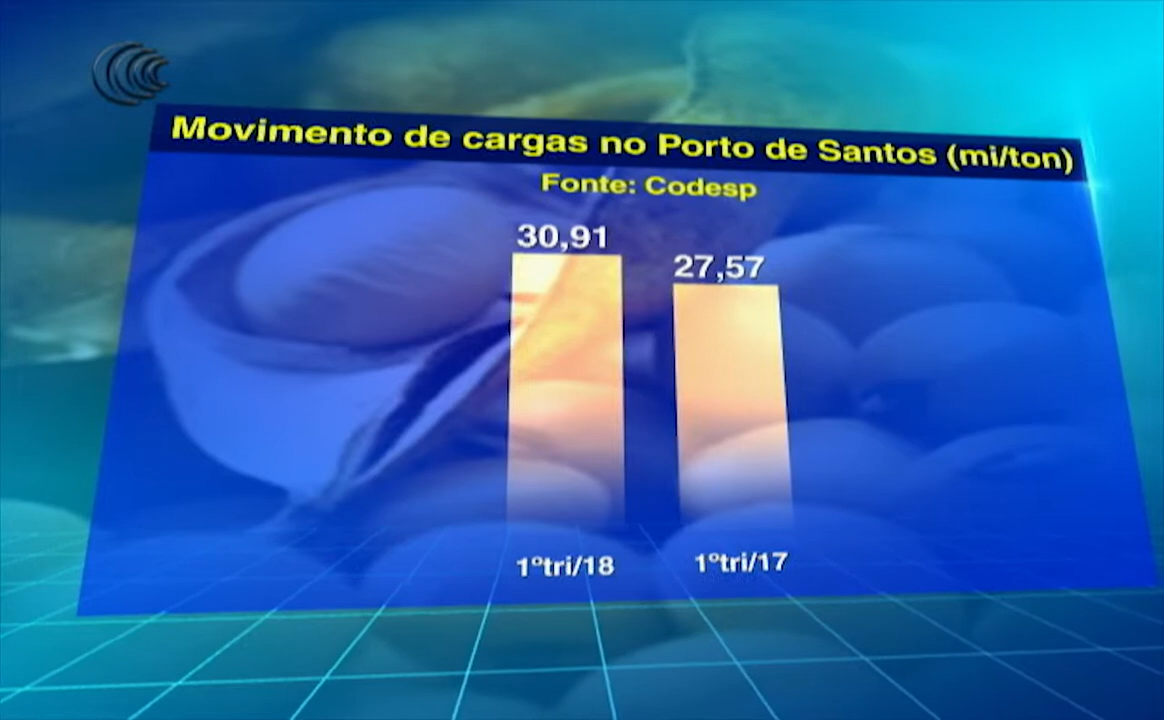 Movimento de cargas no Porto de Santos (mi/ton)
Fonte: Codesp
30,91
27,57
1ºtri/18
1ºtri/17